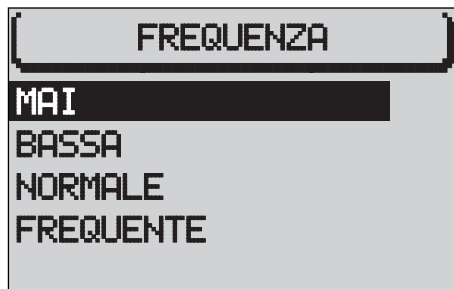 FREQUENZA
MAI
BASSA
NORMALE
FREQUENTE